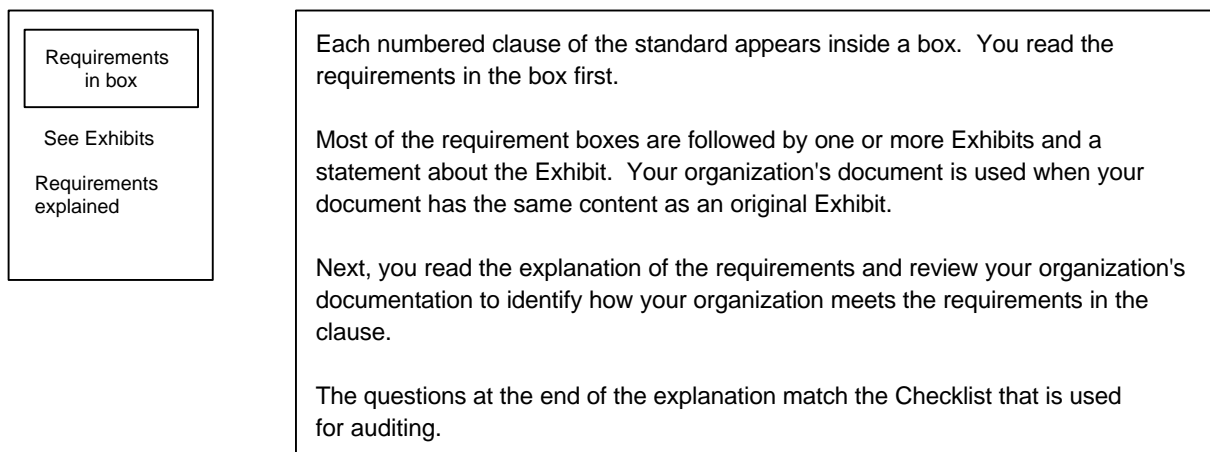 Requirements
in box
See Exhibits
Requirements
explained
Each numbered clause of the standard appears inside a box.  You read the
requirements in the box first.
Most of the requirement boxes are followed by one or more Exhibits and a
statement about the Exhibit.  Your organization's document is used when your
document has the same content as an original Exhibit.
Next, you read the explanation of the requirements and review your organization's
documentation to identify how your organization meets the requirements in the
clause.
The questions at the end of the explanation match the Checklist that is used
for auditing.